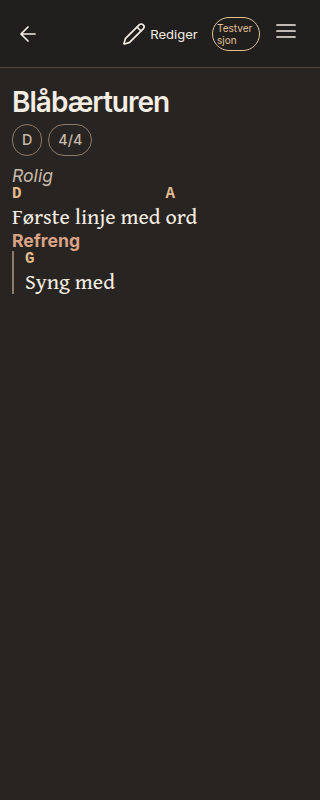 Rediger
Testver
sjon
Blåbærturen
D 4/4
Rolig
D A
Første linje med ord
Refreng
G
Syng med